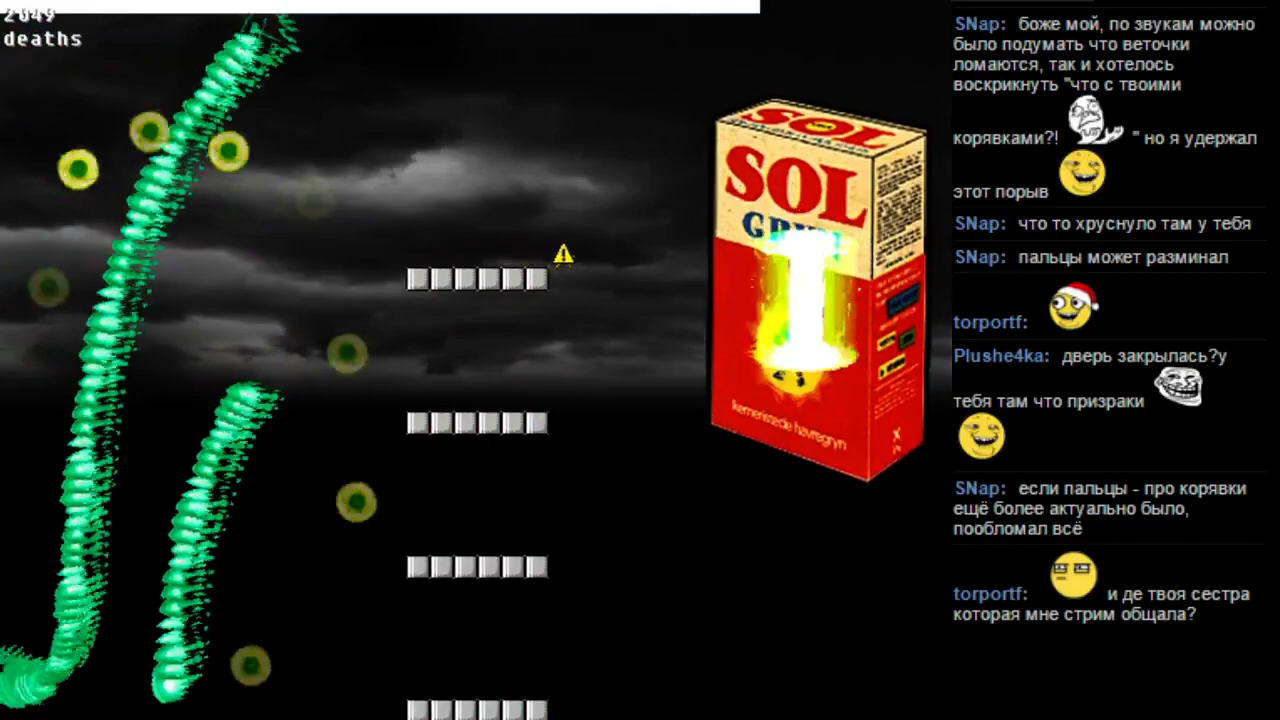 2049
deaths
SOL
SOL
kerneristede havregryn
SNap: боже мой, по звукам можно
было подумать что веточки
ломаются, так и хотелось
воскрикнуть "что с твоими
корявками?! " но я удержал
этот порыв
SNap: что то хруснуло там у тебя
SNap: пальцы может разминал
torportf:
Plushe4ka: дверь закрылась?у
тебя там что призраки
SNap: если пальцы - про корявки
ещё более актуально было,
пообломал всё
torportf: и де твоя сестра
которая мне стрим общала?